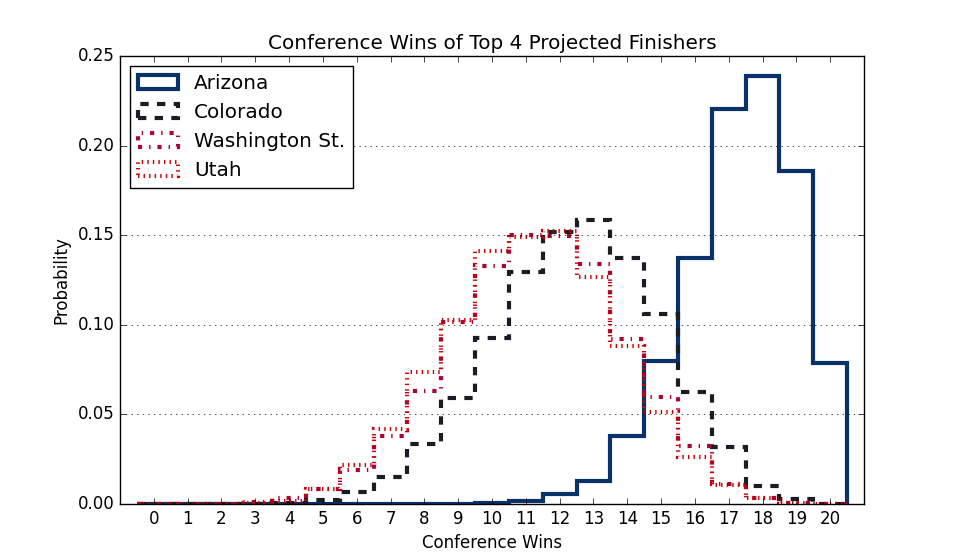 Conference Wins of Top 4 Projected Finishers
0.25
0.20
0.15
0.10
0.05
0.00
Probability
Arizona
Colorado
Washington St.
Utah
0 1 2 3 4 5 6 7 8 9 10 11 12 13 14 15 16 17 18 19 20
Conference Wins